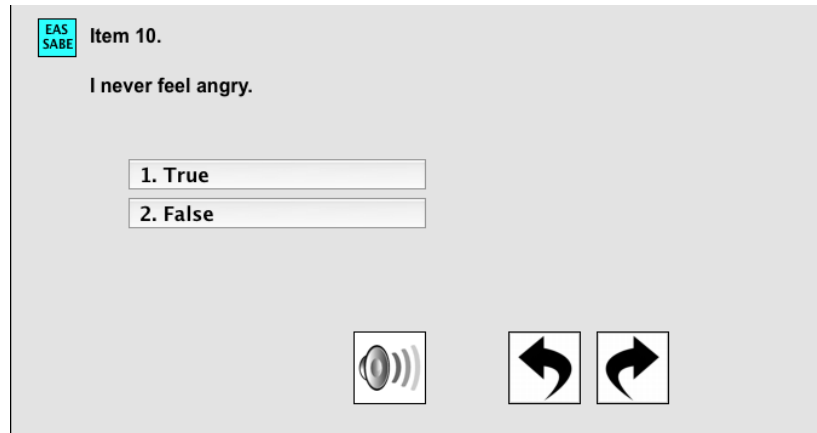 EAS
SABE
Item 10.
I never feel angry.
1. True
2. False